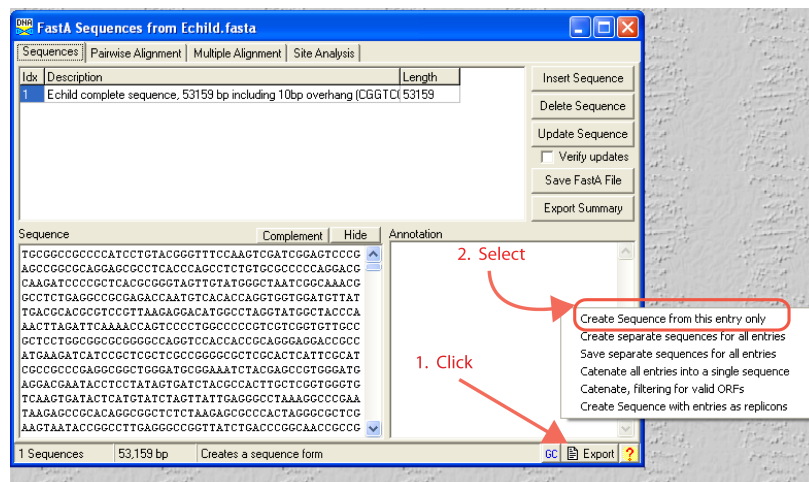 FastA Sequences from Echild.fasta
Sequences Pairwise Alignment Multiple Alignment Site Analysis
Idx Description Length
1 Echild complete sequence, 53159 bp including 10bp overhang (CGGTC( 53159
Insert Sequence
Delete Sequence
Update Sequence
Verify updates
Save FastA File
Export Summary
Sequence Complement Hide Annotation
TGCGGCCGCCCCATCCTGTACGGGTTTCCAAGTCGATCGGAGTCCCG
AGCCGGCGCAGGAGCGCCTCACCCAGCCTCTGTGCGCCCCCAGGACG
CAAGATCCCCGCTCACGCGGGTAGTTGTATGGGCTAATCGGCAAACG
GCCTCTGAGGCCGCGAGACCAATGTCACACCAGGTGGTGGATGTTAT
TGACGCACGCGTCCGTTAAGAGGACATGGCCTAGGTATGGCTACCCA
AACTTAGATTCAAAACCAGTCCCCTGGCCCCCGTCGTCGGTGTTGCC
GCTCCTGGCGGCGCGGGGCCAGGTCCACCACCGCAGGGAGGACCGCC
ATGAAGATCATCCGCTCGCTCGCCGGGGCGCTCGCACTCATTCGCAT
CGCCGCCCGAGGCGGCTGGGATGCGGAAATCTACGAGCCGTGGGATG
AGGACGAATACCTCCTATAGTGATCTACGCCACTTGCTCGGTGGGTG
TCAAGTGATACTCATGTATCTAGTTATTGAGGGCCTAAAGGCCCGAA
TAAGAGCCGCACAGGCGGCTCTCTAAGAGCGCCCACTAGGGCGCTCG
AAGTAATACCGGCCTTGAGGGCCGGTTATCTGACCCGGCAACCGCCG
2. Select
Create Sequence from this entry only
Create separate sequences for all entries
Save separate sequences for all entries
Catenate all entries into a single sequence
Catenate, filtering for valid ORFs
Create Sequence with entries as replicons
1. Click
1 Sequences 53,159 bp Creates a sequence form GC Export ?